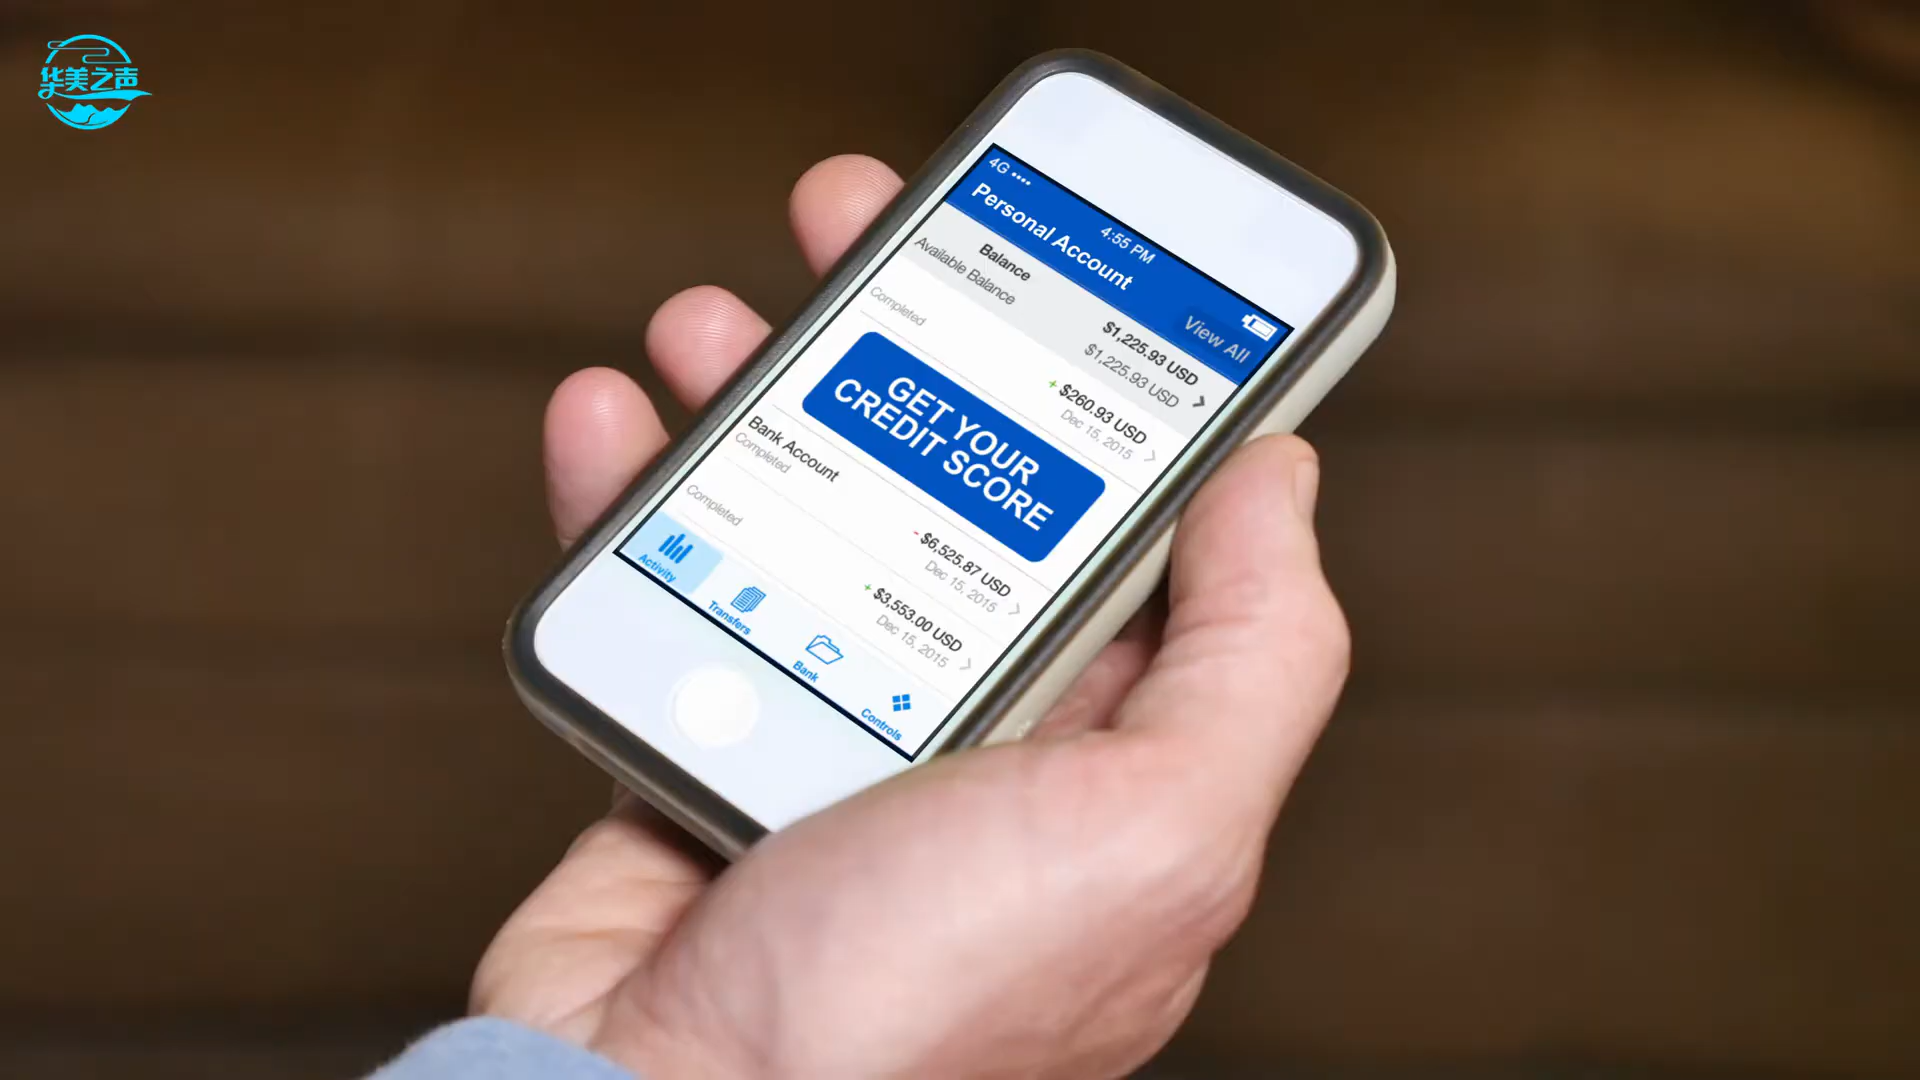 华美之声
4G
4:55 PM
Personal Account
View All
Balance
$1,225.93 USD
Available Balance
$1,225.93 USD
+ $260.93 USD
Completed
Dec 15, 2015
GET YOUR
CREDIT SCORE
Bank Account
- $6,525.87 USD
Completed
Dec 15, 2015
+ $3,553.00 USD
Completed
Dec 15, 2015
Activity
Transfers
Bank
Controls